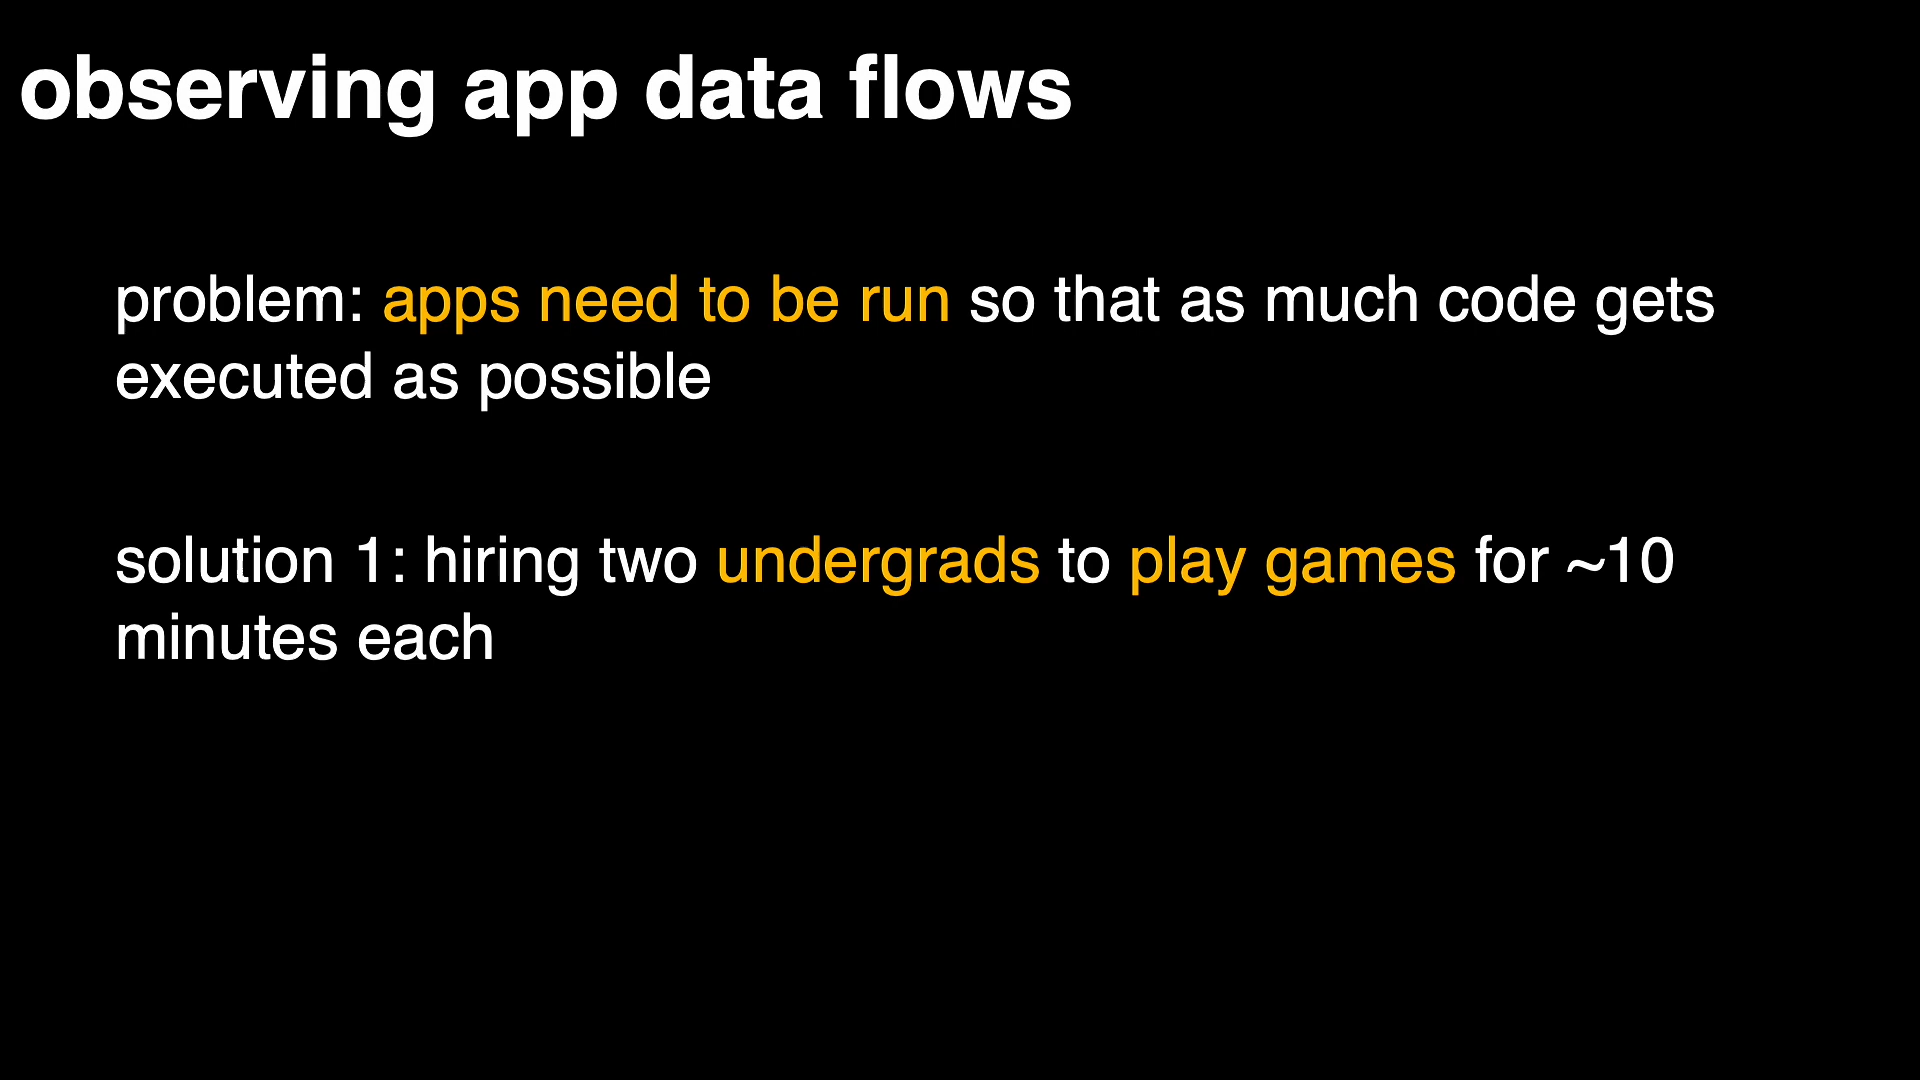 observing app data flows
problem: apps need to be run so that as much code gets
executed as possible
solution 1: hiring two undergrads to play games for ~10
minutes each